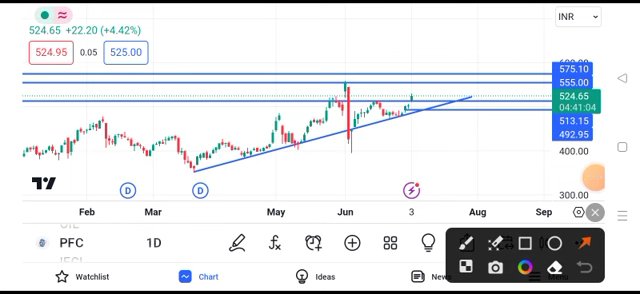 INR
524.65 +22.20 (+4.42%)
524.95 0.05 525.00
575.10
555.00
524.65
04:41:04
513.15
492.95
400.00
300.00
D D
Feb Mar May Jun 3 Aug Sep
PFC 1D
Watchlist Chart Ideas News